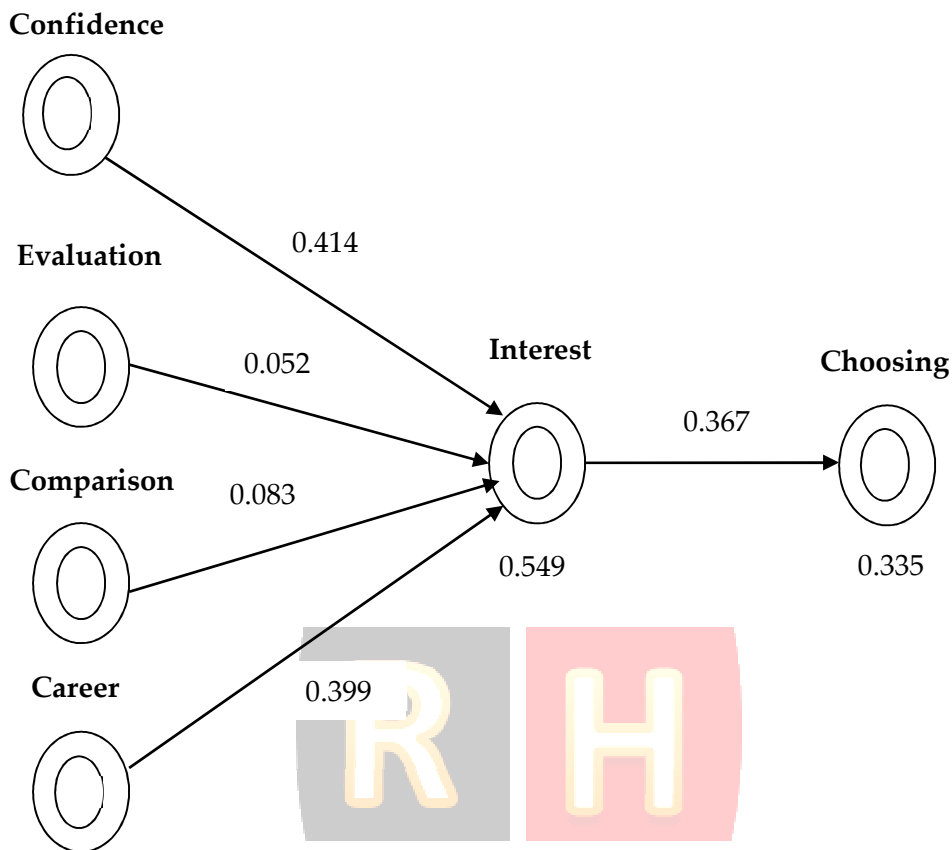 Confidence
0.414
Evaluation
0.052
Interest
Choosing
0.367
Comparison
0.083
0.549
0.335
Career
0.399
R H